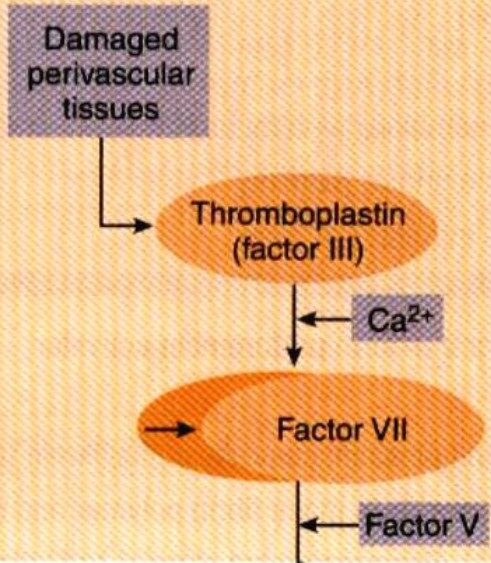 Damaged
perivascular
tissues
Thromboplastin
(factor III)
Ca²⁺
Factor VII
Factor V